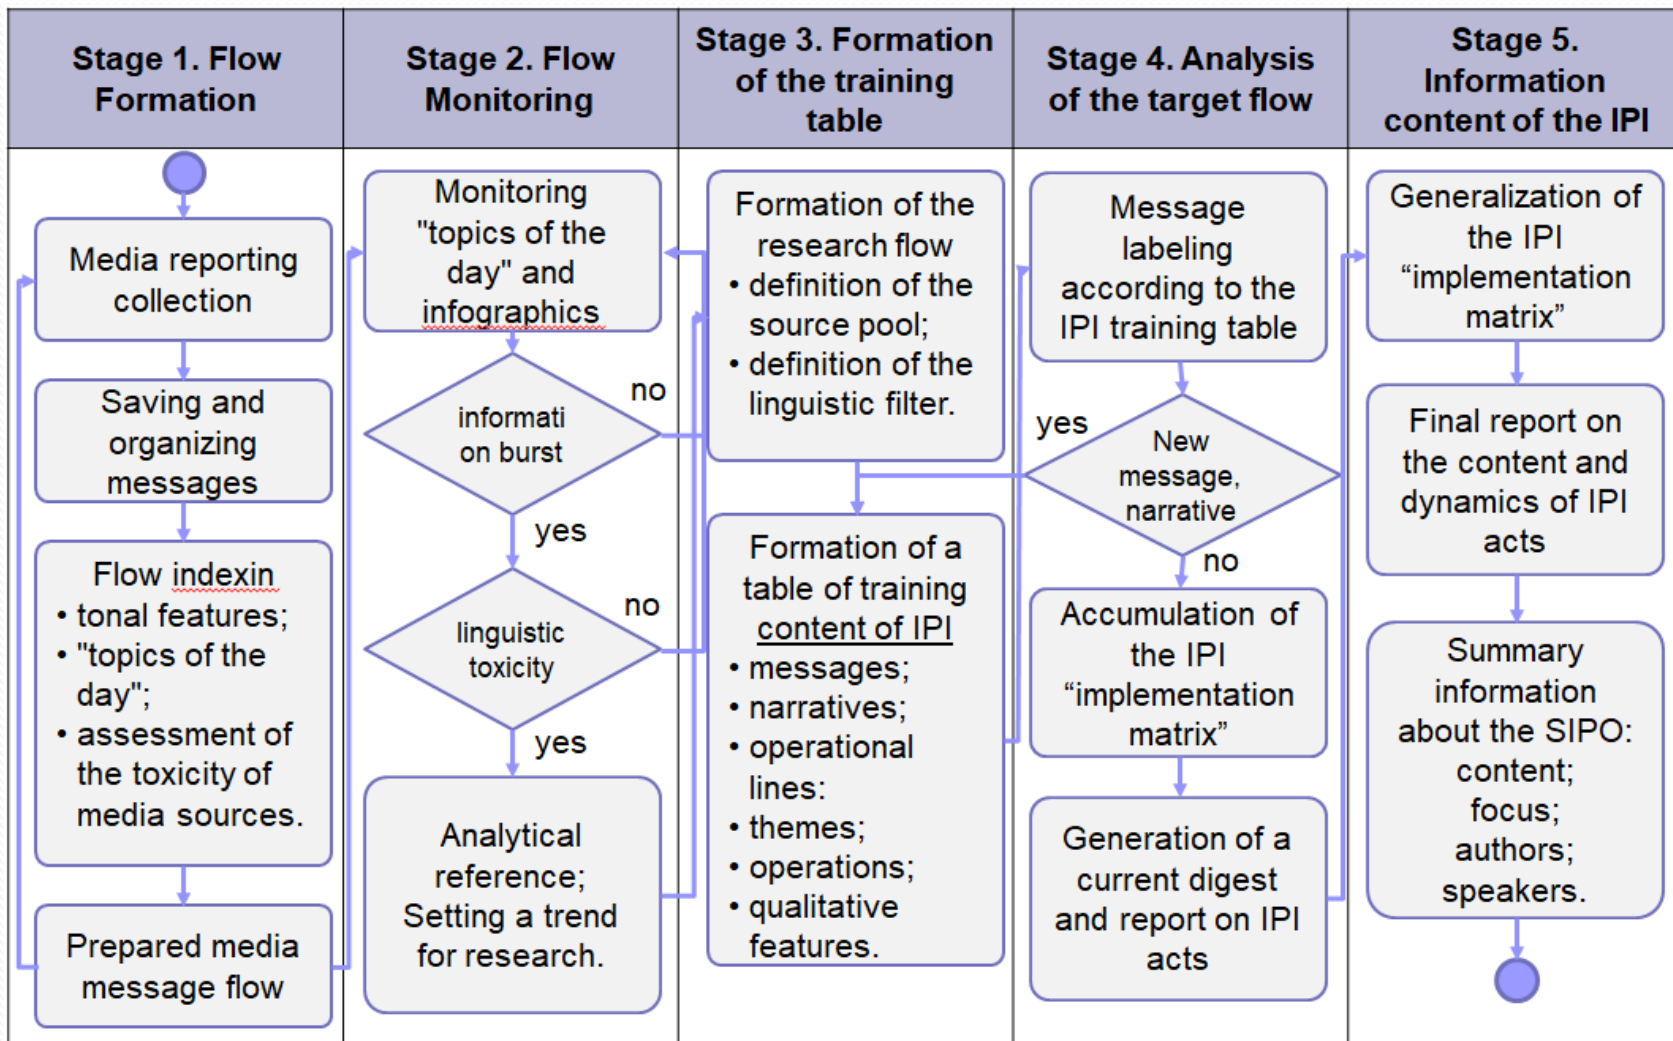 Stage 1. Flow
Formation
Stage 2. Flow
Monitoring
Stage 3. Formation
of the training
table
Stage 4. Analysis
of the target flow
Stage 5.
Information
content of the IPI
Media reporting
collection
Saving and
organizing
messages
Flow indexin
• tonal features;
• "topics of the
day";
• assessment of
the toxicity of
media sources.
Prepared media
message flow
Monitoring
"topics of the
day" and
infographics
informati
on burst
no
yes
linguistic
toxicity
no
yes
Analytical
reference;
Setting a trend
for research.
Formation of the
research flow
• definition of the
source pool;
• definition of the
linguistic filter.
Formation of a
table of training
content of IPI
• messages;
• narratives;
• operational
lines:
• themes;
• operations;
• qualitative
features.
Message
labeling
according to the
IPI training table
yes
New
message,
narrative
no
Accumulation of
the IPI
“implementation
matrix”
Generation of a
current digest
and report on IPI
acts
Generalization of
the IPI
“implementation
matrix”
Final report on
the content and
dynamics of IPI
acts
Summary
information
about the SIPO:
content;
focus;
authors;
speakers.